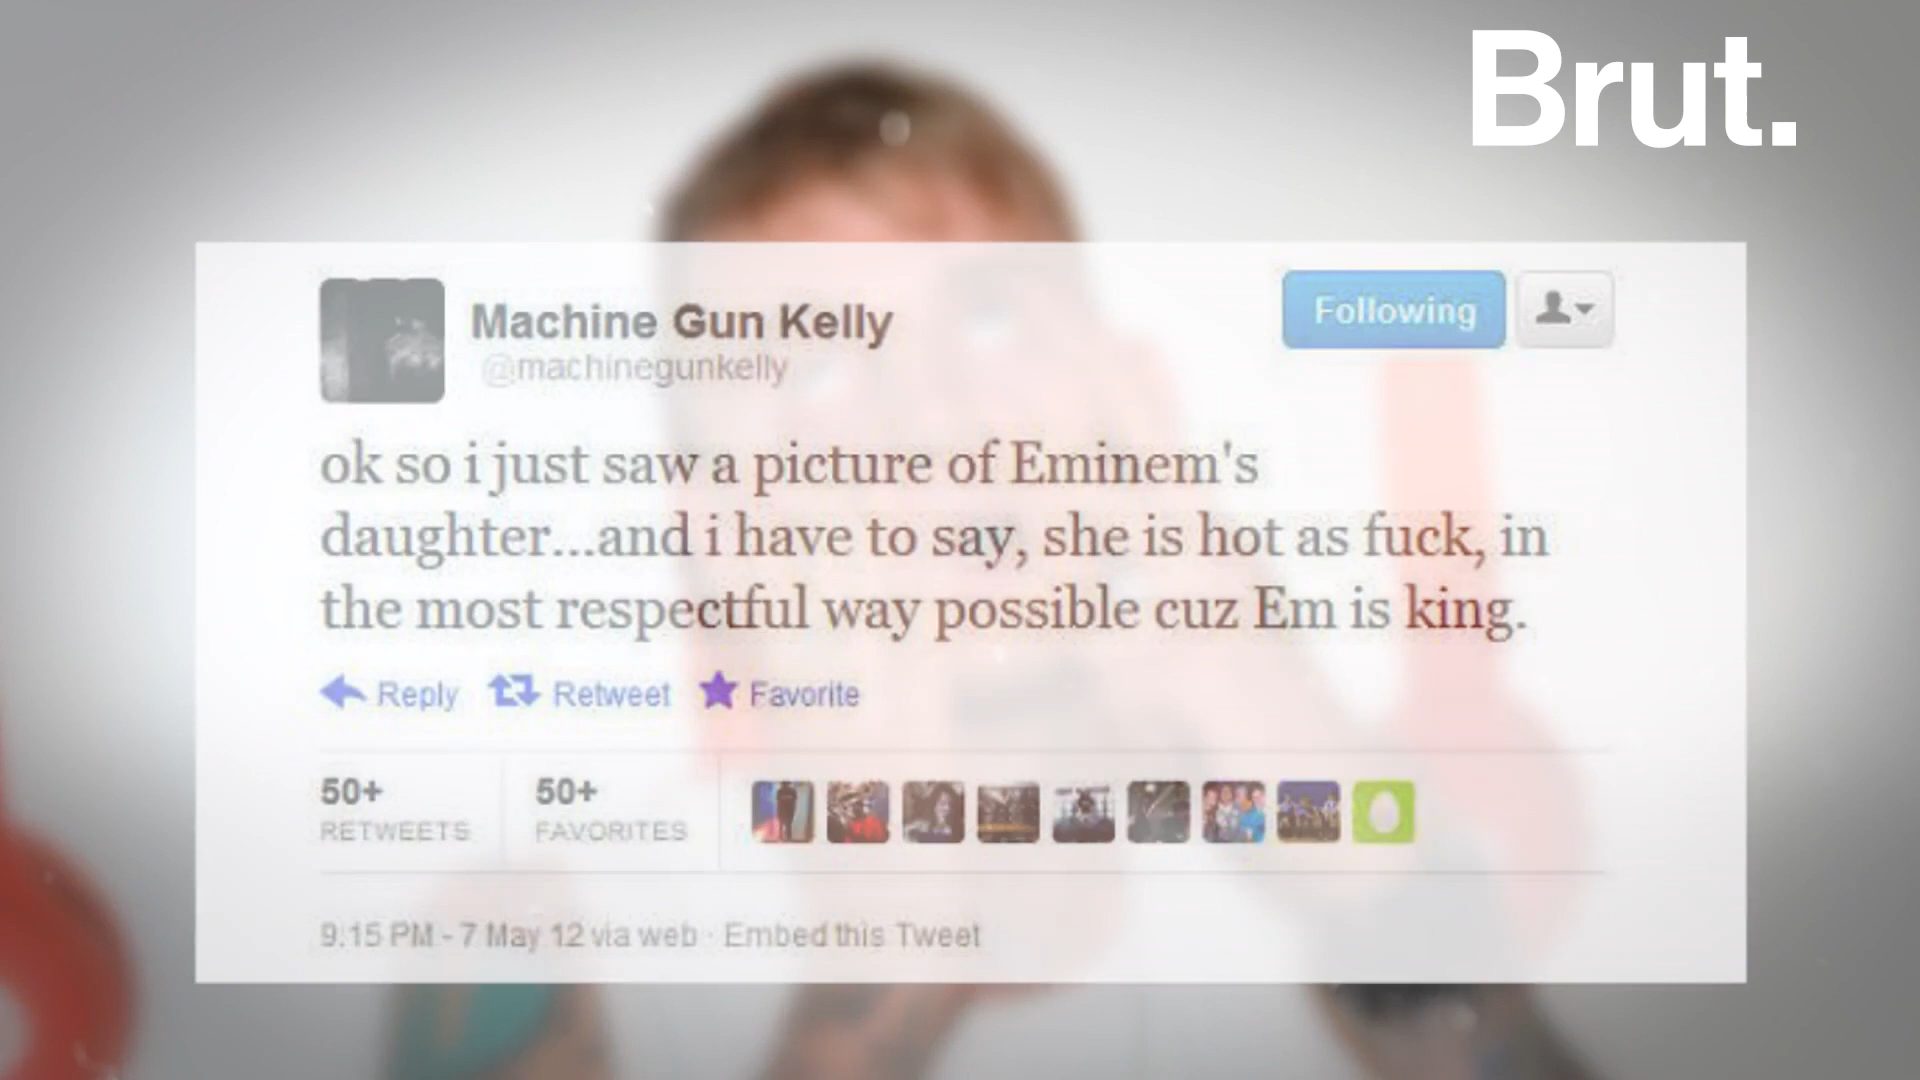 Brut.
Machine Gun Kelly
@machinegunkelly
Following
ok so i just saw a picture of Eminem's
daughter...and i have to say, she is hot as fuck, in
the most respectful way possible cuz Em is king.
Reply Retweet Favorite
50+ 50+
RETWEETS FAVORITES
9:15 PM - 7 May 12 via web · Embed this Tweet